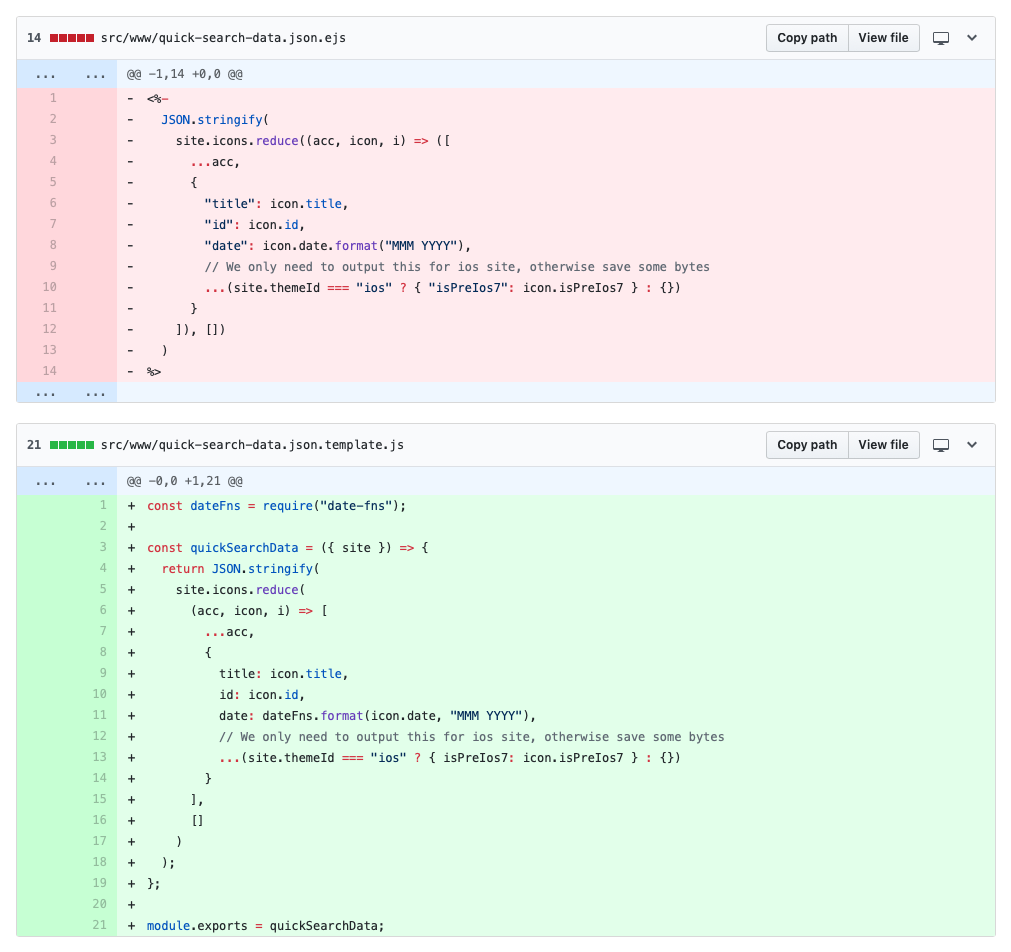 14 src/www/quick-search-data.json.ejs Copy path View file
... ... @@ -1,14 +0,0 @@
1 - <%-
2 - JSON.stringify(
3 - site.icons.reduce((acc, icon, i) => ([
4 - ...acc,
5 - {
6 - "title": icon.title,
7 - "id": icon.id,
8 - "date": icon.date.format("MMM YYYY"),
9 - // We only need to output this for ios site, otherwise save some bytes
10 - ...(site.themeId === "ios" ? { "isPreIos7": icon.isPreIos7 } : {})
11 - }
12 - ]), [])
13 - )
14 - %>
... ...
21 src/www/quick-search-data.json.template.js Copy path View file
... ... @@ -0,0 +1,21 @@
1 + const dateFns = require("date-fns");
2 +
3 + const quickSearchData = ({ site }) => {
4 + return JSON.stringify(
5 + site.icons.reduce(
6 + (acc, icon, i) => [
7 + ...acc,
8 + {
9 + title: icon.title,
10 + id: icon.id,
11 + date: dateFns.format(icon.date, "MMM YYYY"),
12 + // We only need to output this for ios site, otherwise save some bytes
13 + ...(site.themeId === "ios" ? { isPreIos7: icon.isPreIos7 } : {})
14 + }
15 + ],
16 + []
17 + )
18 + );
19 + };
20 +
21 + module.exports = quickSearchData;